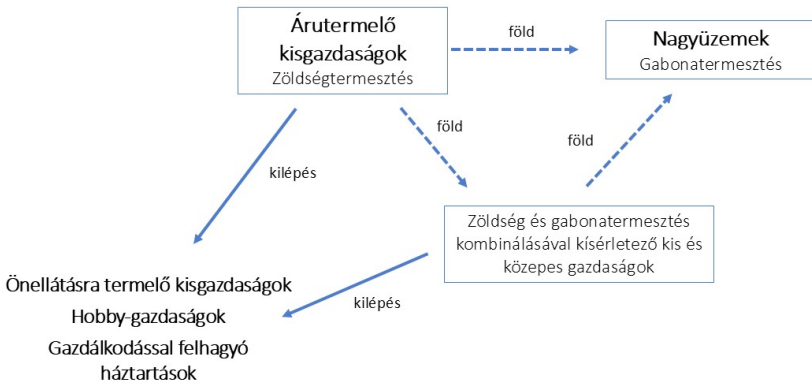 Árutermelő
kisgazdaságok
Zöldségtermesztés
föld
Nagyüzemek
Gabonatermesztés
föld
föld
kilépés
Zöldség és gabonatermesztés
kombinálásával kísérletező kis és
közepes gazdaságok
kilépés
Önellátásra termelő kisgazdaságok
Hobby-gazdaságok
Gazdálkodással felhagyó
háztartások